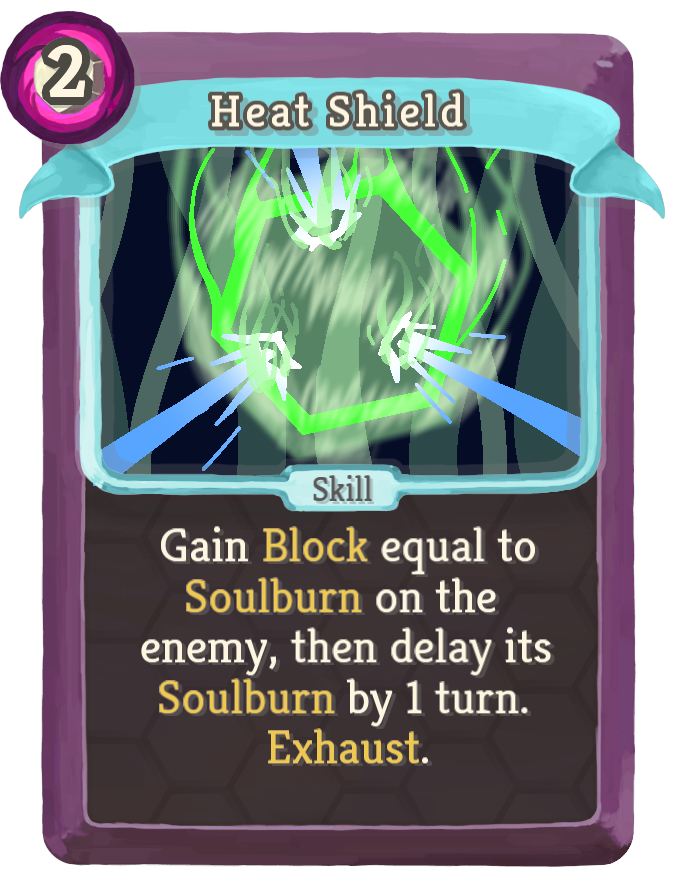 2
Heat Shield
Skill
Gain Block equal to
Soulburn on the
enemy, then delay its
Soulburn by 1 turn.
Exhaust.